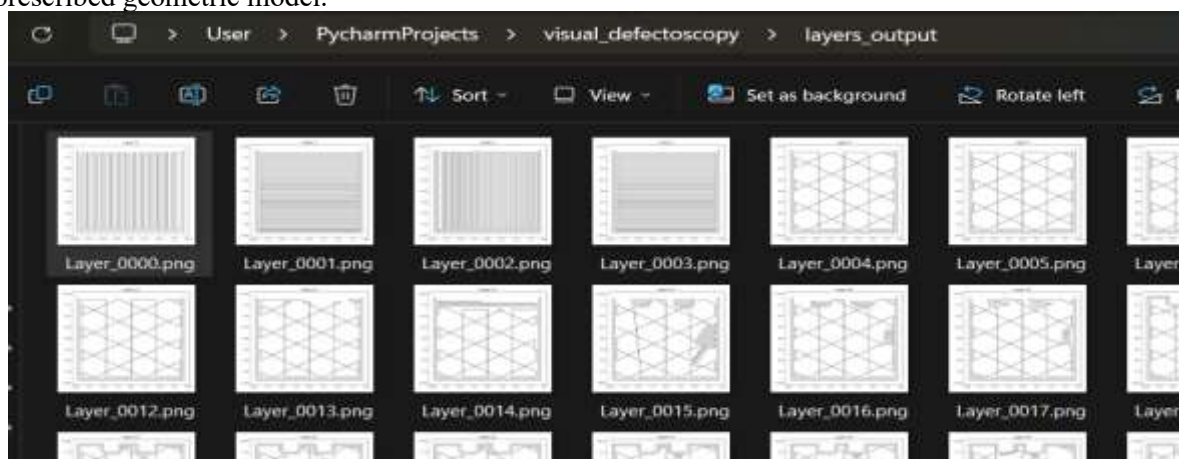 prescribed geometric model.
User > PycharmProjects > visual_defectoscopy > layers_output
Sort View Set as background Rotate left
Layer_0000.png Layer_0001.png Layer_0002.png Layer_0003.png Layer_0004.png Layer_0005.png Layer
Layer_0012.png Layer_0013.png Layer_0014.png Layer_0015.png Layer_0016.png Layer_0017.png Layer